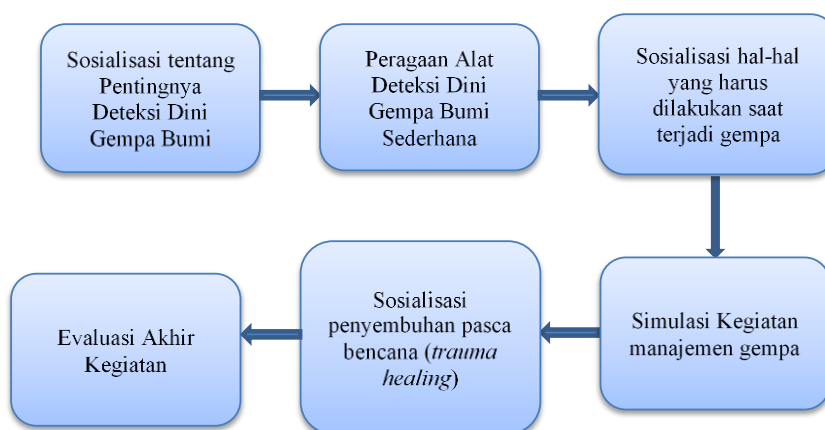 Sosialisasi tentang
Pentingnya
Deteksi Dini
Gempa Bumi
Peragaan Alat
Deteksi Dini
Gempa Bumi
Sederhana
Sosialisasi hal-hal
yang harus
dilakukan saat
terjadi gempa
Simulasi Kegiatan
manajemen gempa
Sosialisasi
penyembuhan pasca
bencana (trauma
healing)
Evaluasi Akhir
Kegiatan